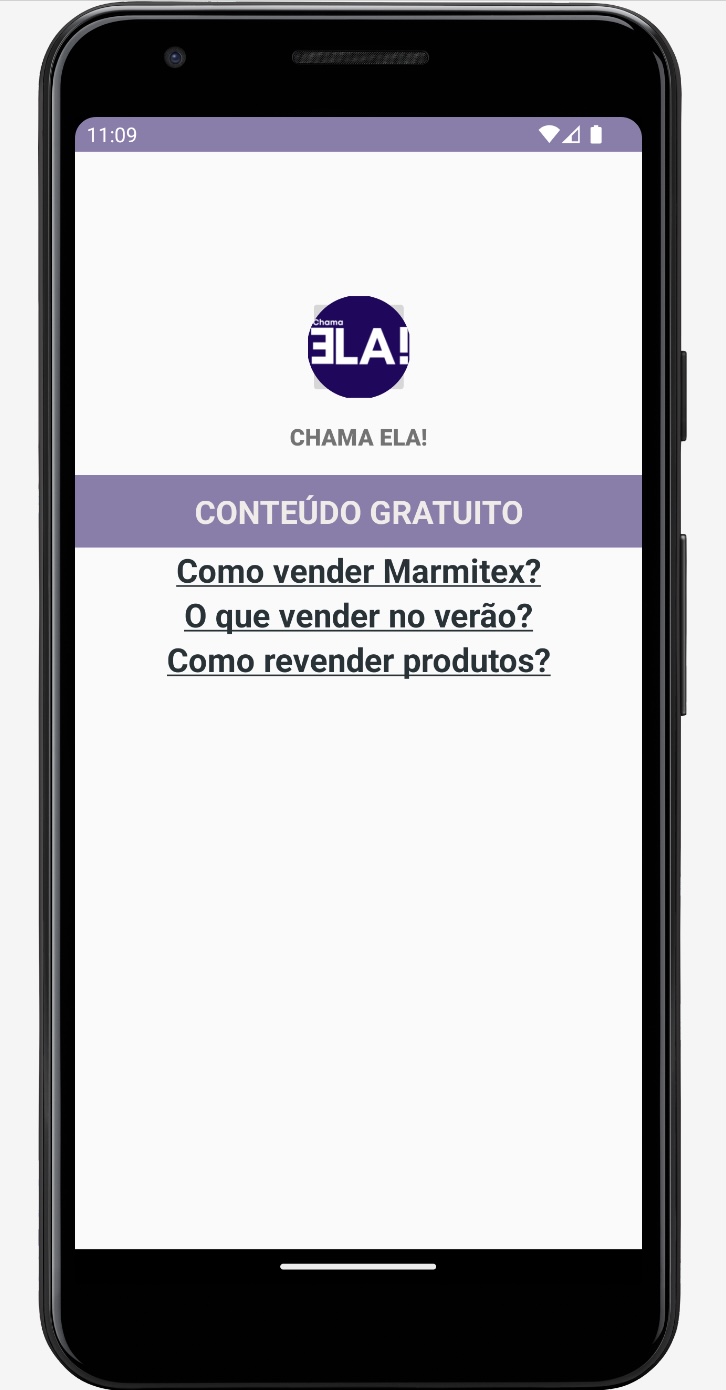 11:09
Chama
ELA!
CHAMA ELA!
CONTEÚDO GRATUITO
Como vender Marmitex?
O que vender no verão?
Como revender produtos?